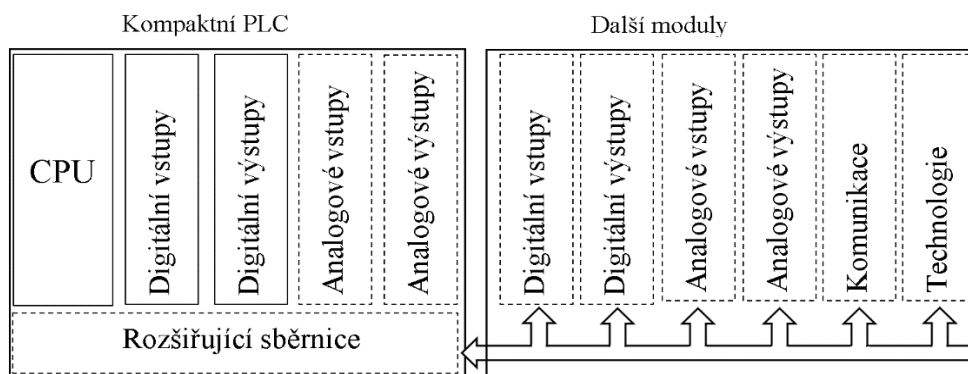 Kompaktní PLC
Další moduly
CPU
Digitální vstupy
Digitální výstupy
Analogové vstupy
Analogové výstupy
Rozšiřující sběrnice
Digitální vstupy
Digitální výstupy
Analogové vstupy
Analogové výstupy
Komunikace
Technologie